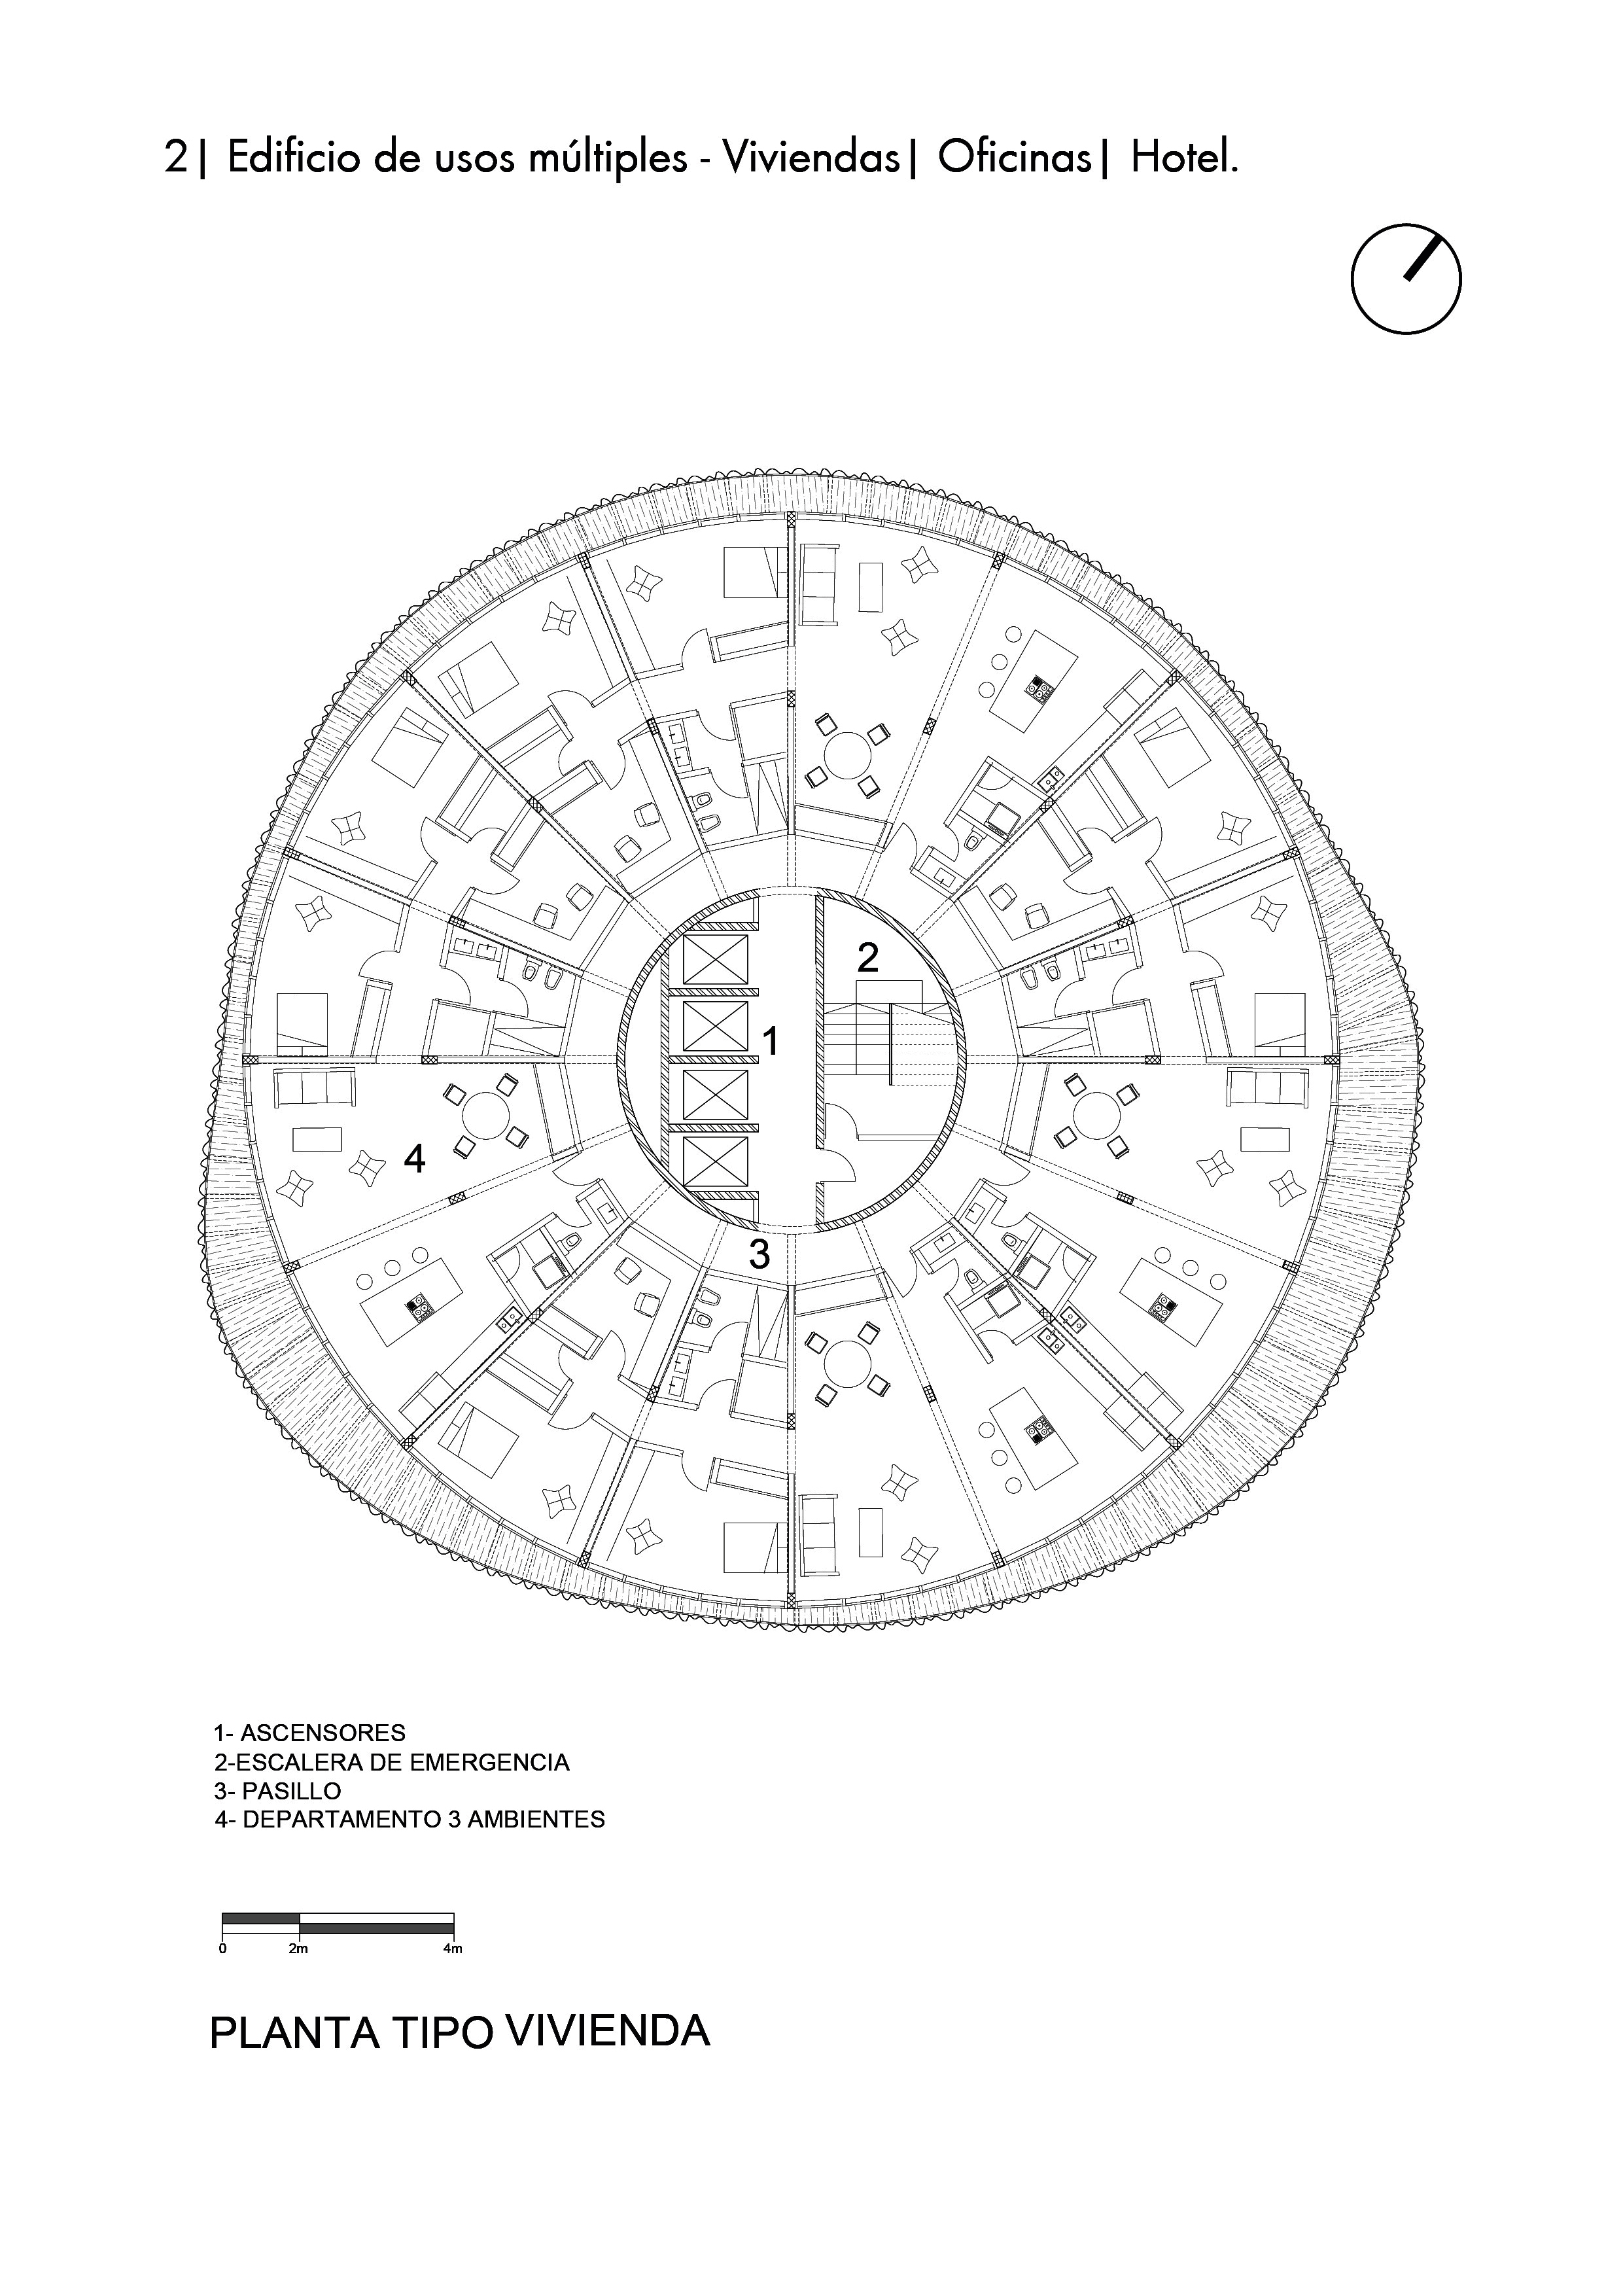 2| Edificio de usos múltiples - Viviendas| Oficinas| Hotel.
2
1
4
3
1- ASCENSORES
2-ESCALERA DE EMERGENCIA
3- PASILLO
4- DEPARTAMENTO 3 AMBIENTES
0 2m 4m
PLANTA TIPO VIVIENDA